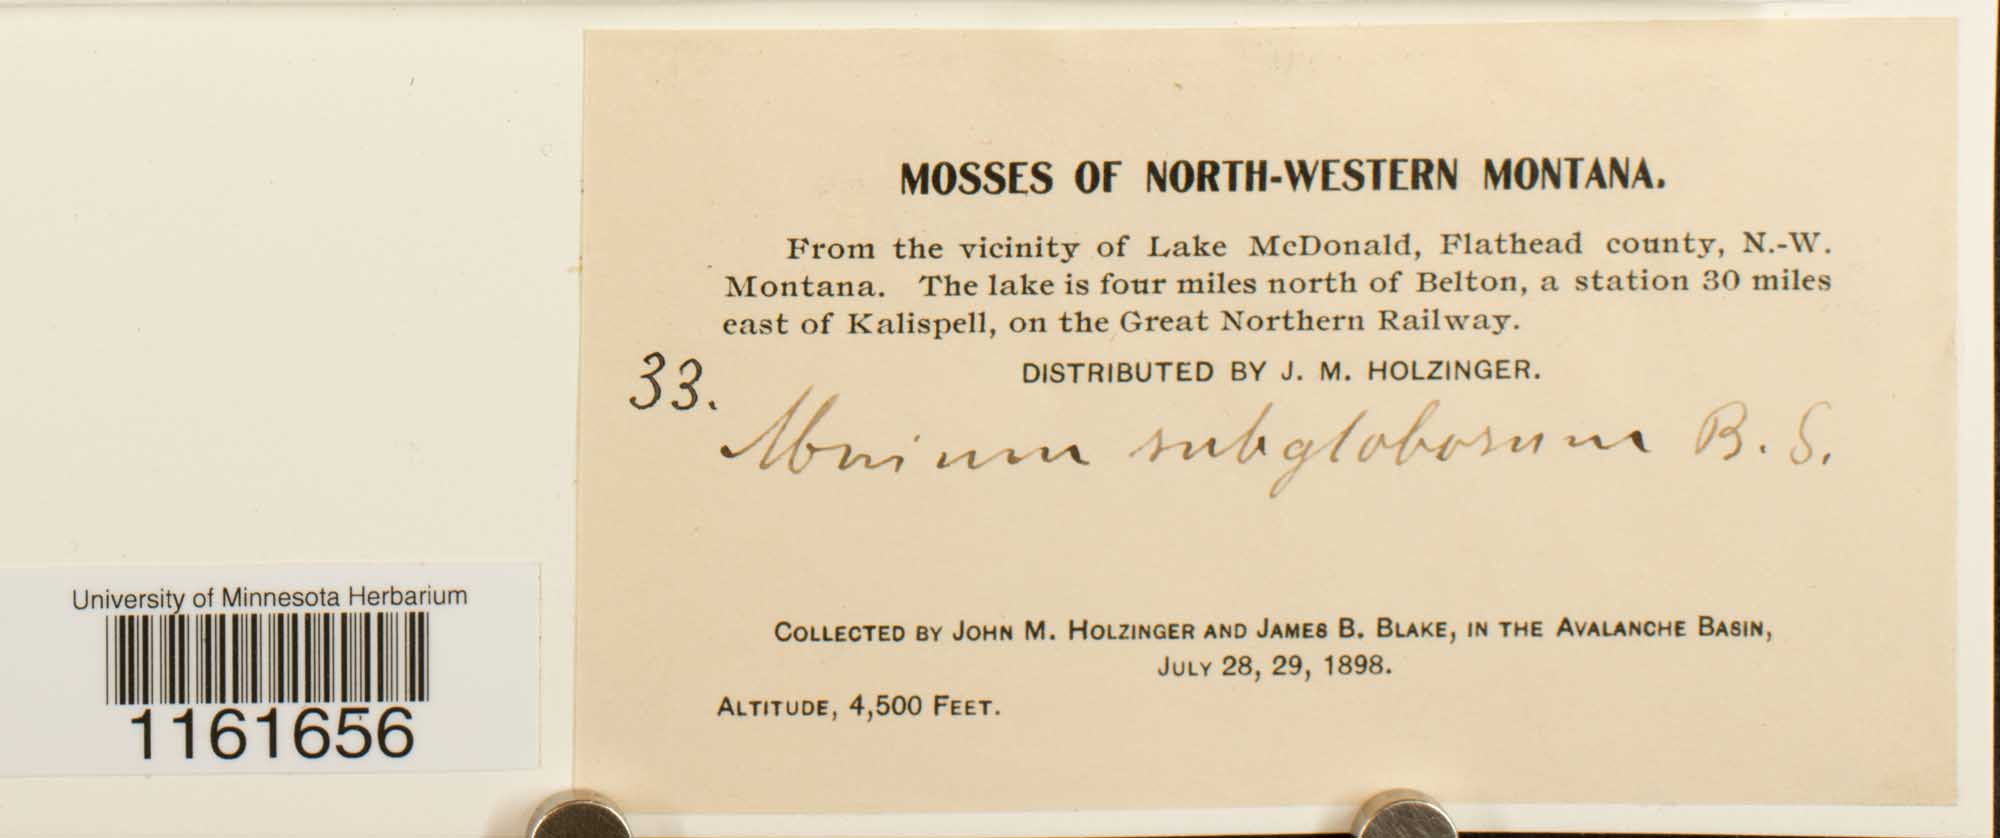 MOSSES OF NORTH-WESTERN MONTANA.
From the vicinity of Lake McDonald, Flathead county, N.-W.
Montana. The lake is four miles north of Belton, a station 30 miles
east of Kalispell, on the Great Northern Railway.
DISTRIBUTED BY J. M. HOLZINGER.
33.
Mnium subglobosum B. S.
COLLECTED BY JOHN M. HOLZINGER AND JAMES B. BLAKE, IN THE AVALANCHE BASIN,
JULY 28, 29, 1898.
ALTITUDE, 4,500 FEET.
University of Minnesota Herbarium
1161656